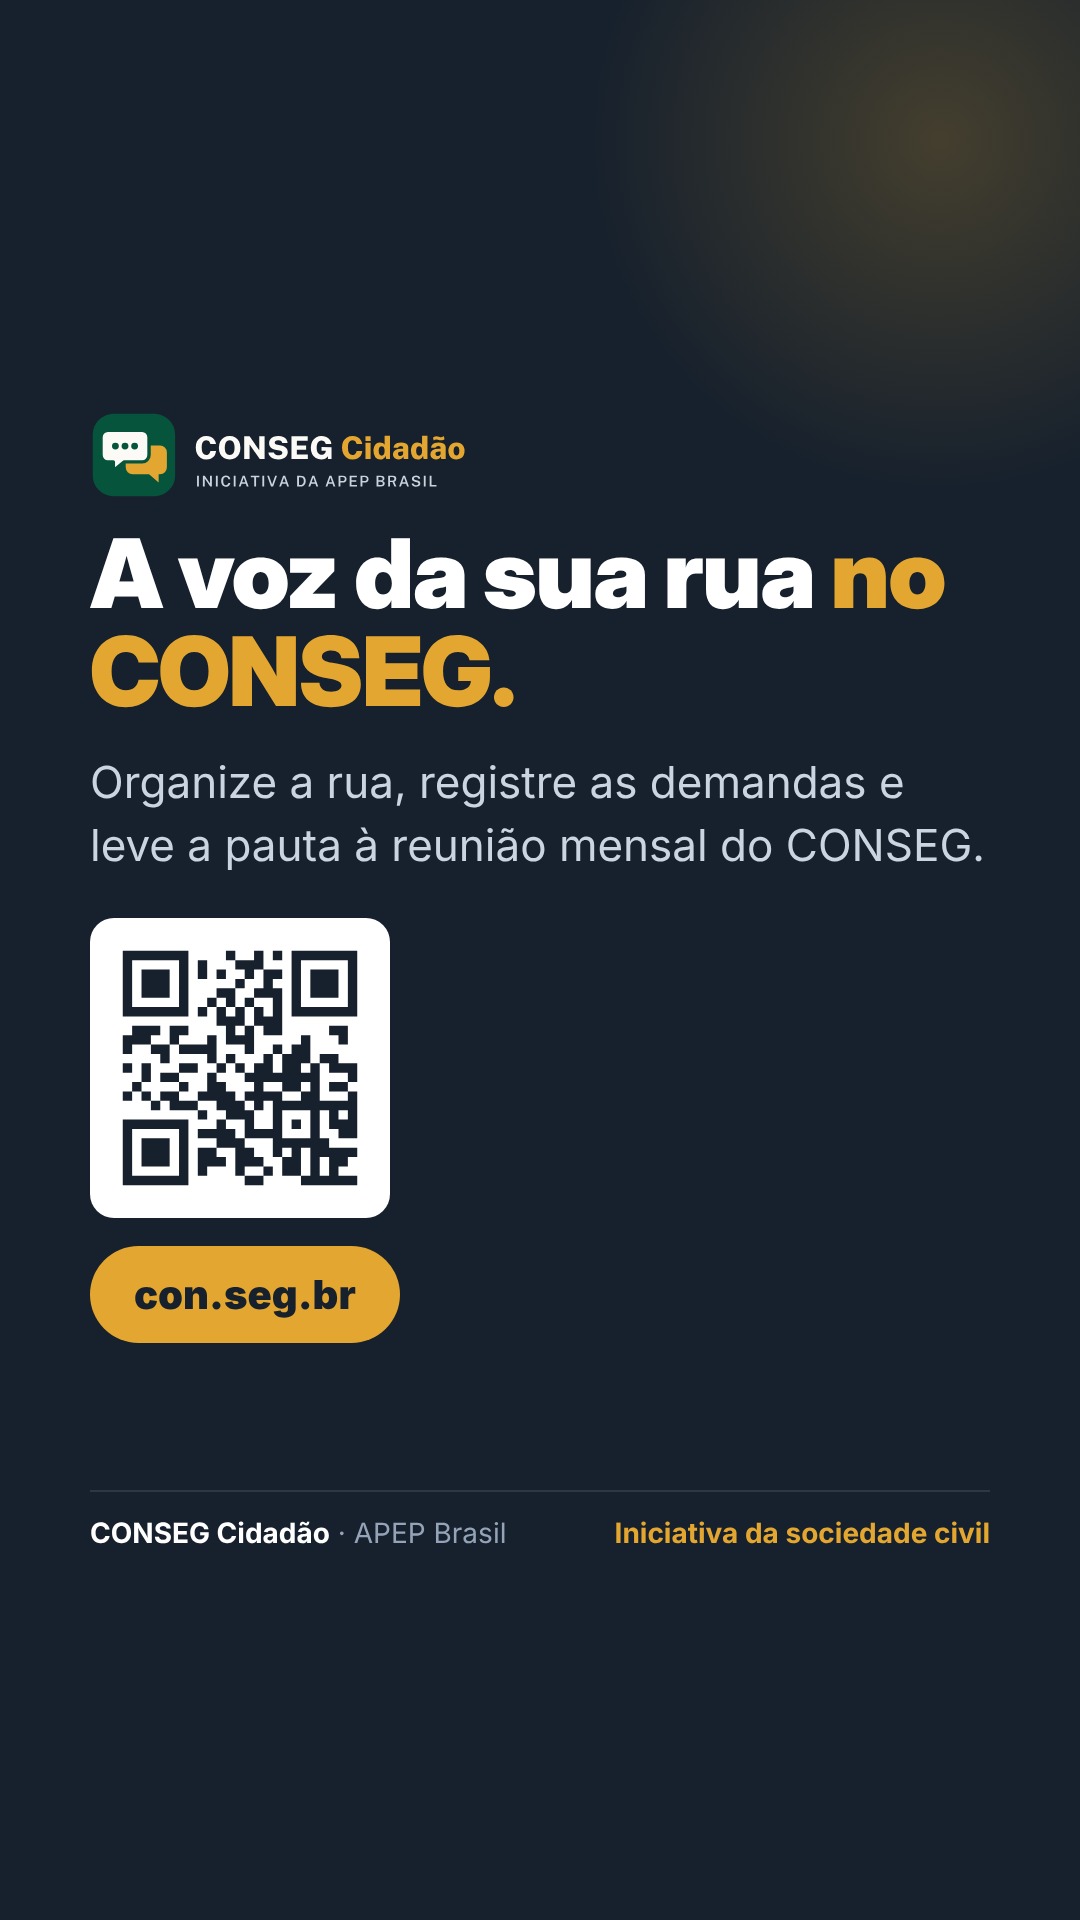 CONSEG Cidadão
INICIATIVA DA APEP BRASIL
A voz da sua rua no
CONSEG.
Organize a rua, registre as demandas e
leve a pauta à reunião mensal do CONSEG.
con.seg.br
CONSEG Cidadão · APEP Brasil
Iniciativa da sociedade civil